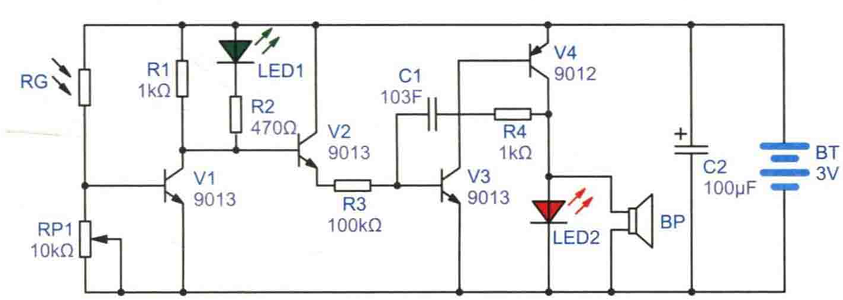 RG
R1
1kΩ
LED1
R2
470Ω
V1
9013
RP1
10kΩ
V2
9013
R3
100kΩ
C1
103F
R4
1kΩ
V3
9013
V4
9012
LED2
BP
+
C2
100μF
BT
3V